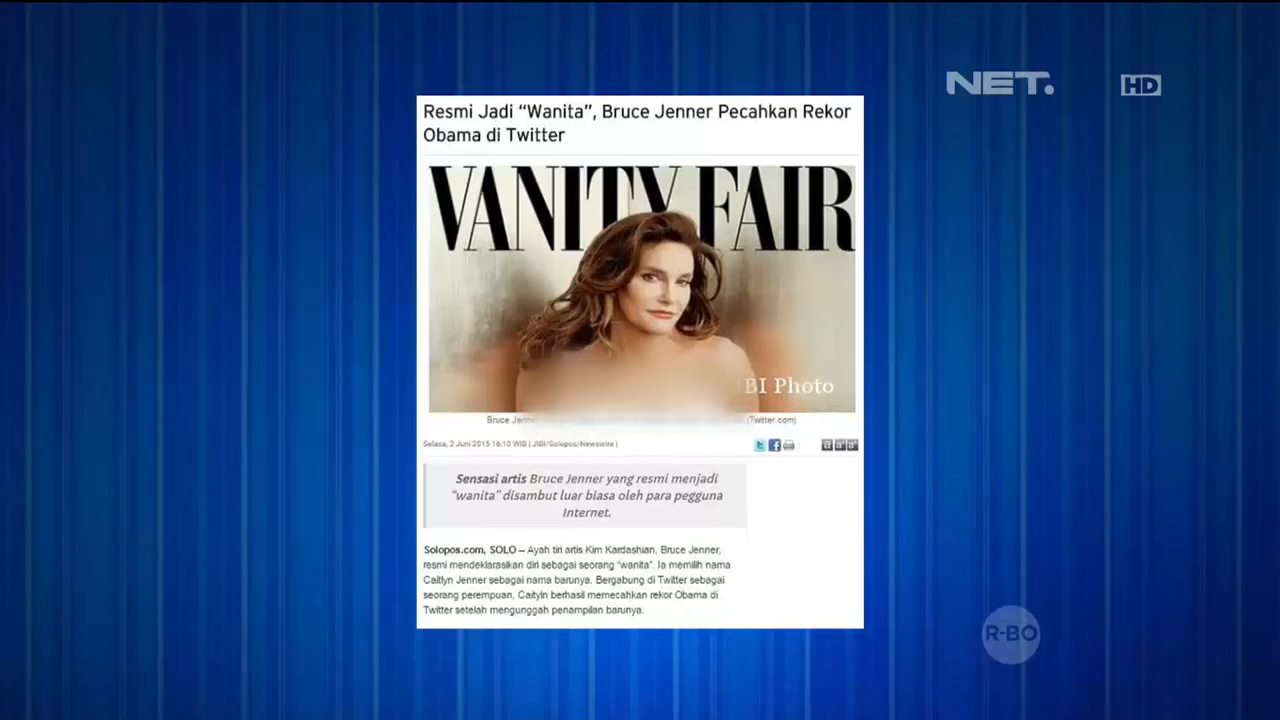 NET.
HD
Resmi Jadi “Wanita”, Bruce Jenner Pecahkan Rekor
Obama di Twitter
VANITY FAIR
IBI Photo
Bruce Jenn (Twitter.com)
Selasa, 2 Juni 2015 16:10 WIB | JIBI/Solopos/Newswire |
Sensasi artis Bruce Jenner yang resmi menjadi
“wanita” disambut luar biasa oleh para pegguna
Internet.
Solopos.com, SOLO – Ayah tiri artis Kim Kardashian, Bruce Jenner,
resmi mendeklarasikan diri sebagai seorang “wanita”. Ia memilih nama
Caitlyn Jenner sebagai nama barunya. Bergabung di Twitter sebagai
seorang perempuan, Caityln berhasil memecahkan rekor Obama di
Twitter setelah mengunggah penampilan barunya.
R-BO